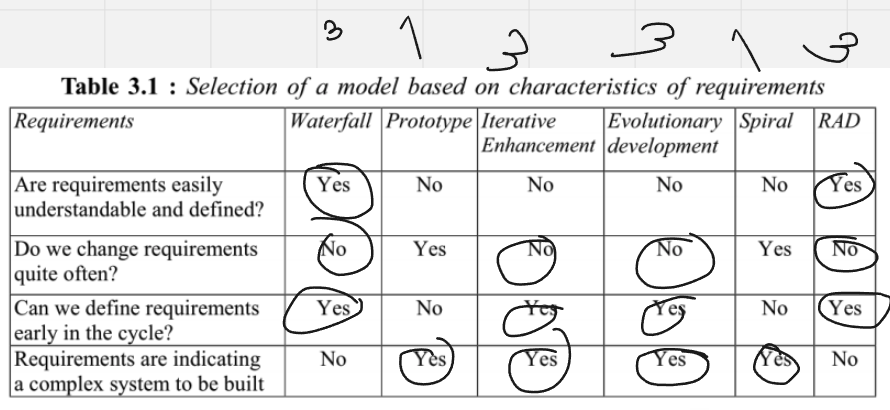 3 1 3 3 1 3
Table 3.1 : Selection of a model based on characteristics of requirements
Requirements Waterfall Prototype Iterative Enhancement Evolutionary development Spiral RAD
Are requirements easily understandable and defined? Yes No No No No Yes
Do we change requirements quite often? No Yes No No Yes No
Can we define requirements early in the cycle? Yes No Yes Yes No Yes
Requirements are indicating a complex system to be built No Yes Yes Yes Yes No